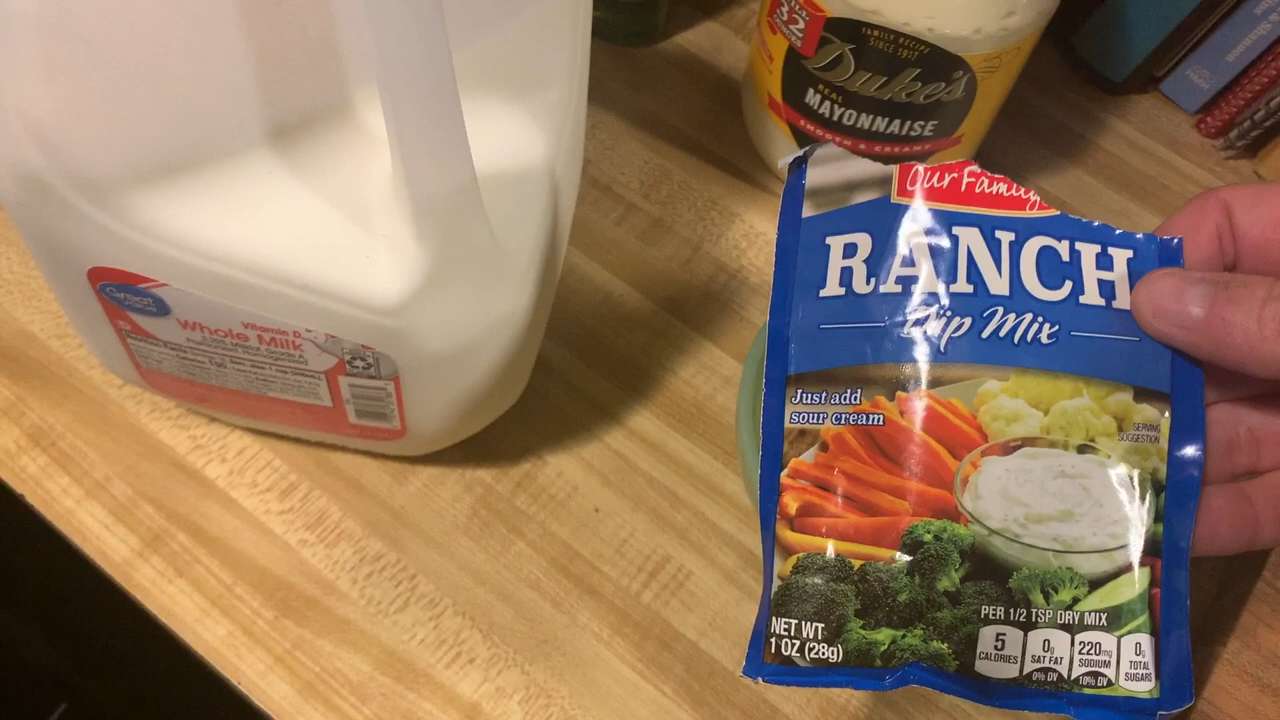 32
FAMILY RECIPE
SINCE 1917
Duke's
REAL
MAYONNAISE
SMOOTH & CREAMY
Great
Value
Vitamin D
Whole Milk
Our Family
RANCH
Dip Mix
Just add
sour cream
SERVING
SUGGESTION
PER 1/2 TSP DRY MIX
5
CALORIES
0g
SAT FAT
0% DV
220mg
SODIUM
10% DV
0g
TOTAL
SUGARS
NET WT
1 OZ (28g)